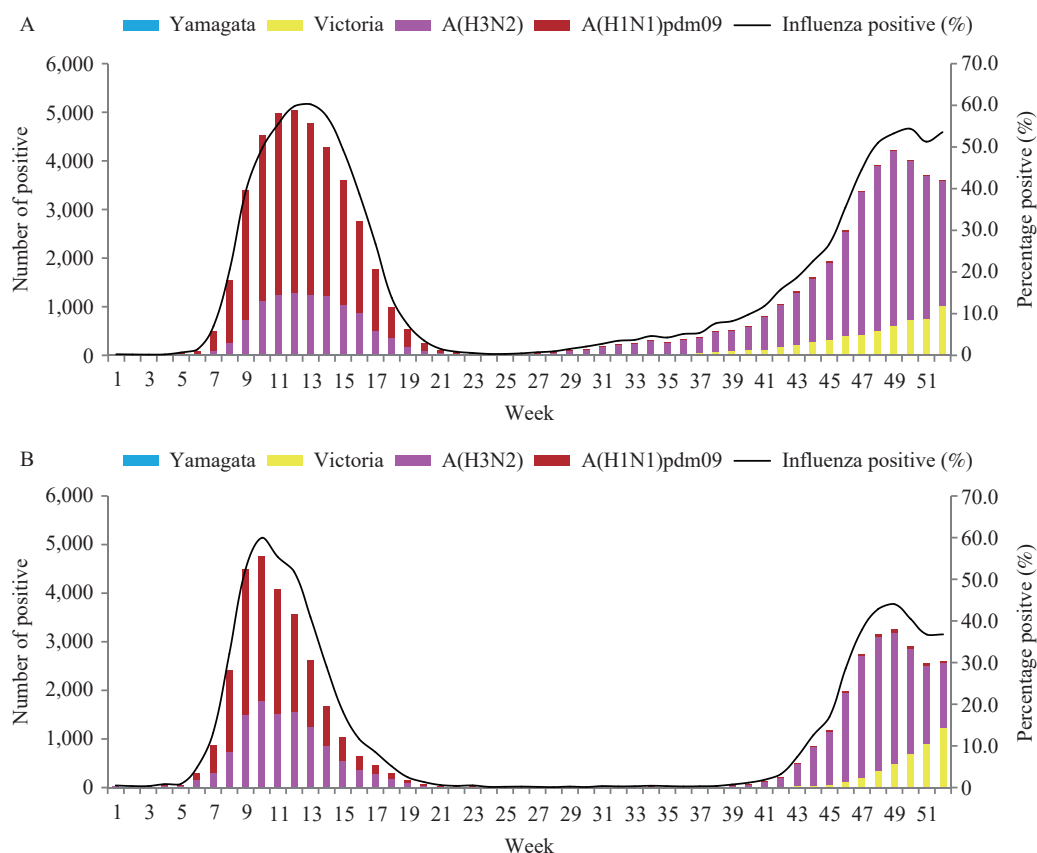 A
Yamagata Victoria A(H3N2) A(H1N1)pdm09 Influenza positive (%)
Number of positive
6,000
5,000
4,000
3,000
2,000
1,000
0
70.0
60.0
50.0
40.0
30.0
20.0
10.0
0
Percentage positve (%)
1 3 5 7 9 11 13 15 17 19 21 23 25 27 29 31 33 35 37 39 41 43 45 47 49 51
Week
B
Yamagata Victoria A(H3N2) A(H1N1)pdm09 Influenza positive (%)
Number of positive
6,000
5,000
4,000
3,000
2,000
1,000
0
70.0
60.0
50.0
40.0
30.0
20.0
10.0
0
Percentage positve (%)
1 3 5 7 9 11 13 15 17 19 21 23 25 27 29 31 33 35 37 39 41 43 45 47 49 51
Week